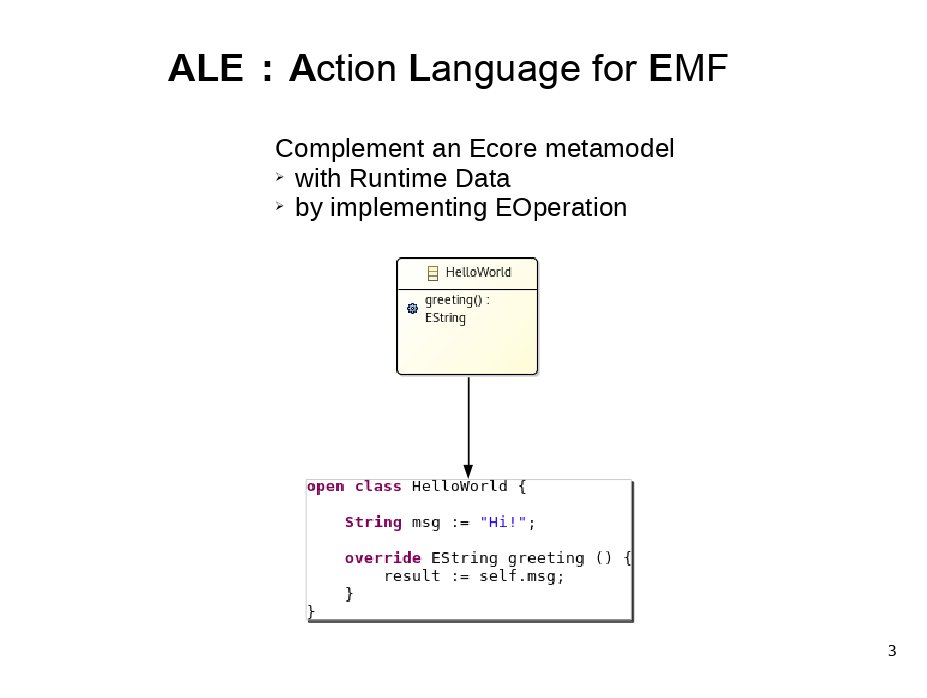 ALE : Action Language for EMF
Complement an Ecore metamodel
➢ with Runtime Data
➢ by implementing EOperation
HelloWorld
greeting() :
EString
open class HelloWorld {
    String msg := "Hi!";
    override EString greeting () {
        result := self.msg;
    }
}
3